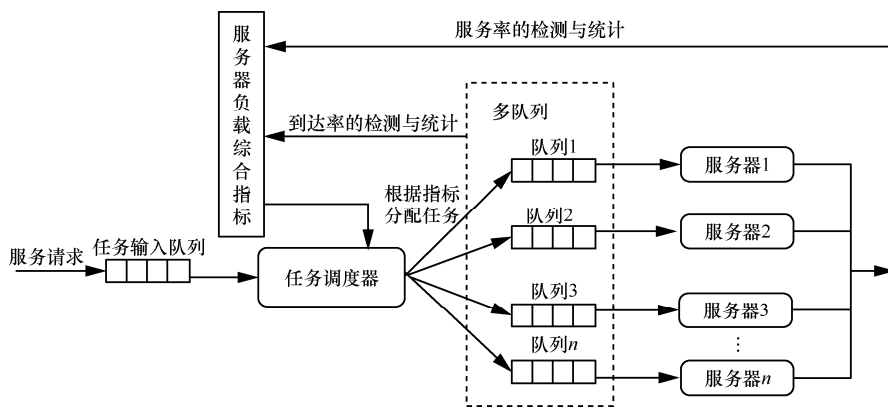 服务器负载综合指标
服务率的检测与统计
到达率的检测与统计
多队列
队列1
服务器1
根据指标
分配任务
队列2
服务器2
服务请求
任务输入队列
任务调度器
队列3
服务器3
⋮
队列n
服务器n